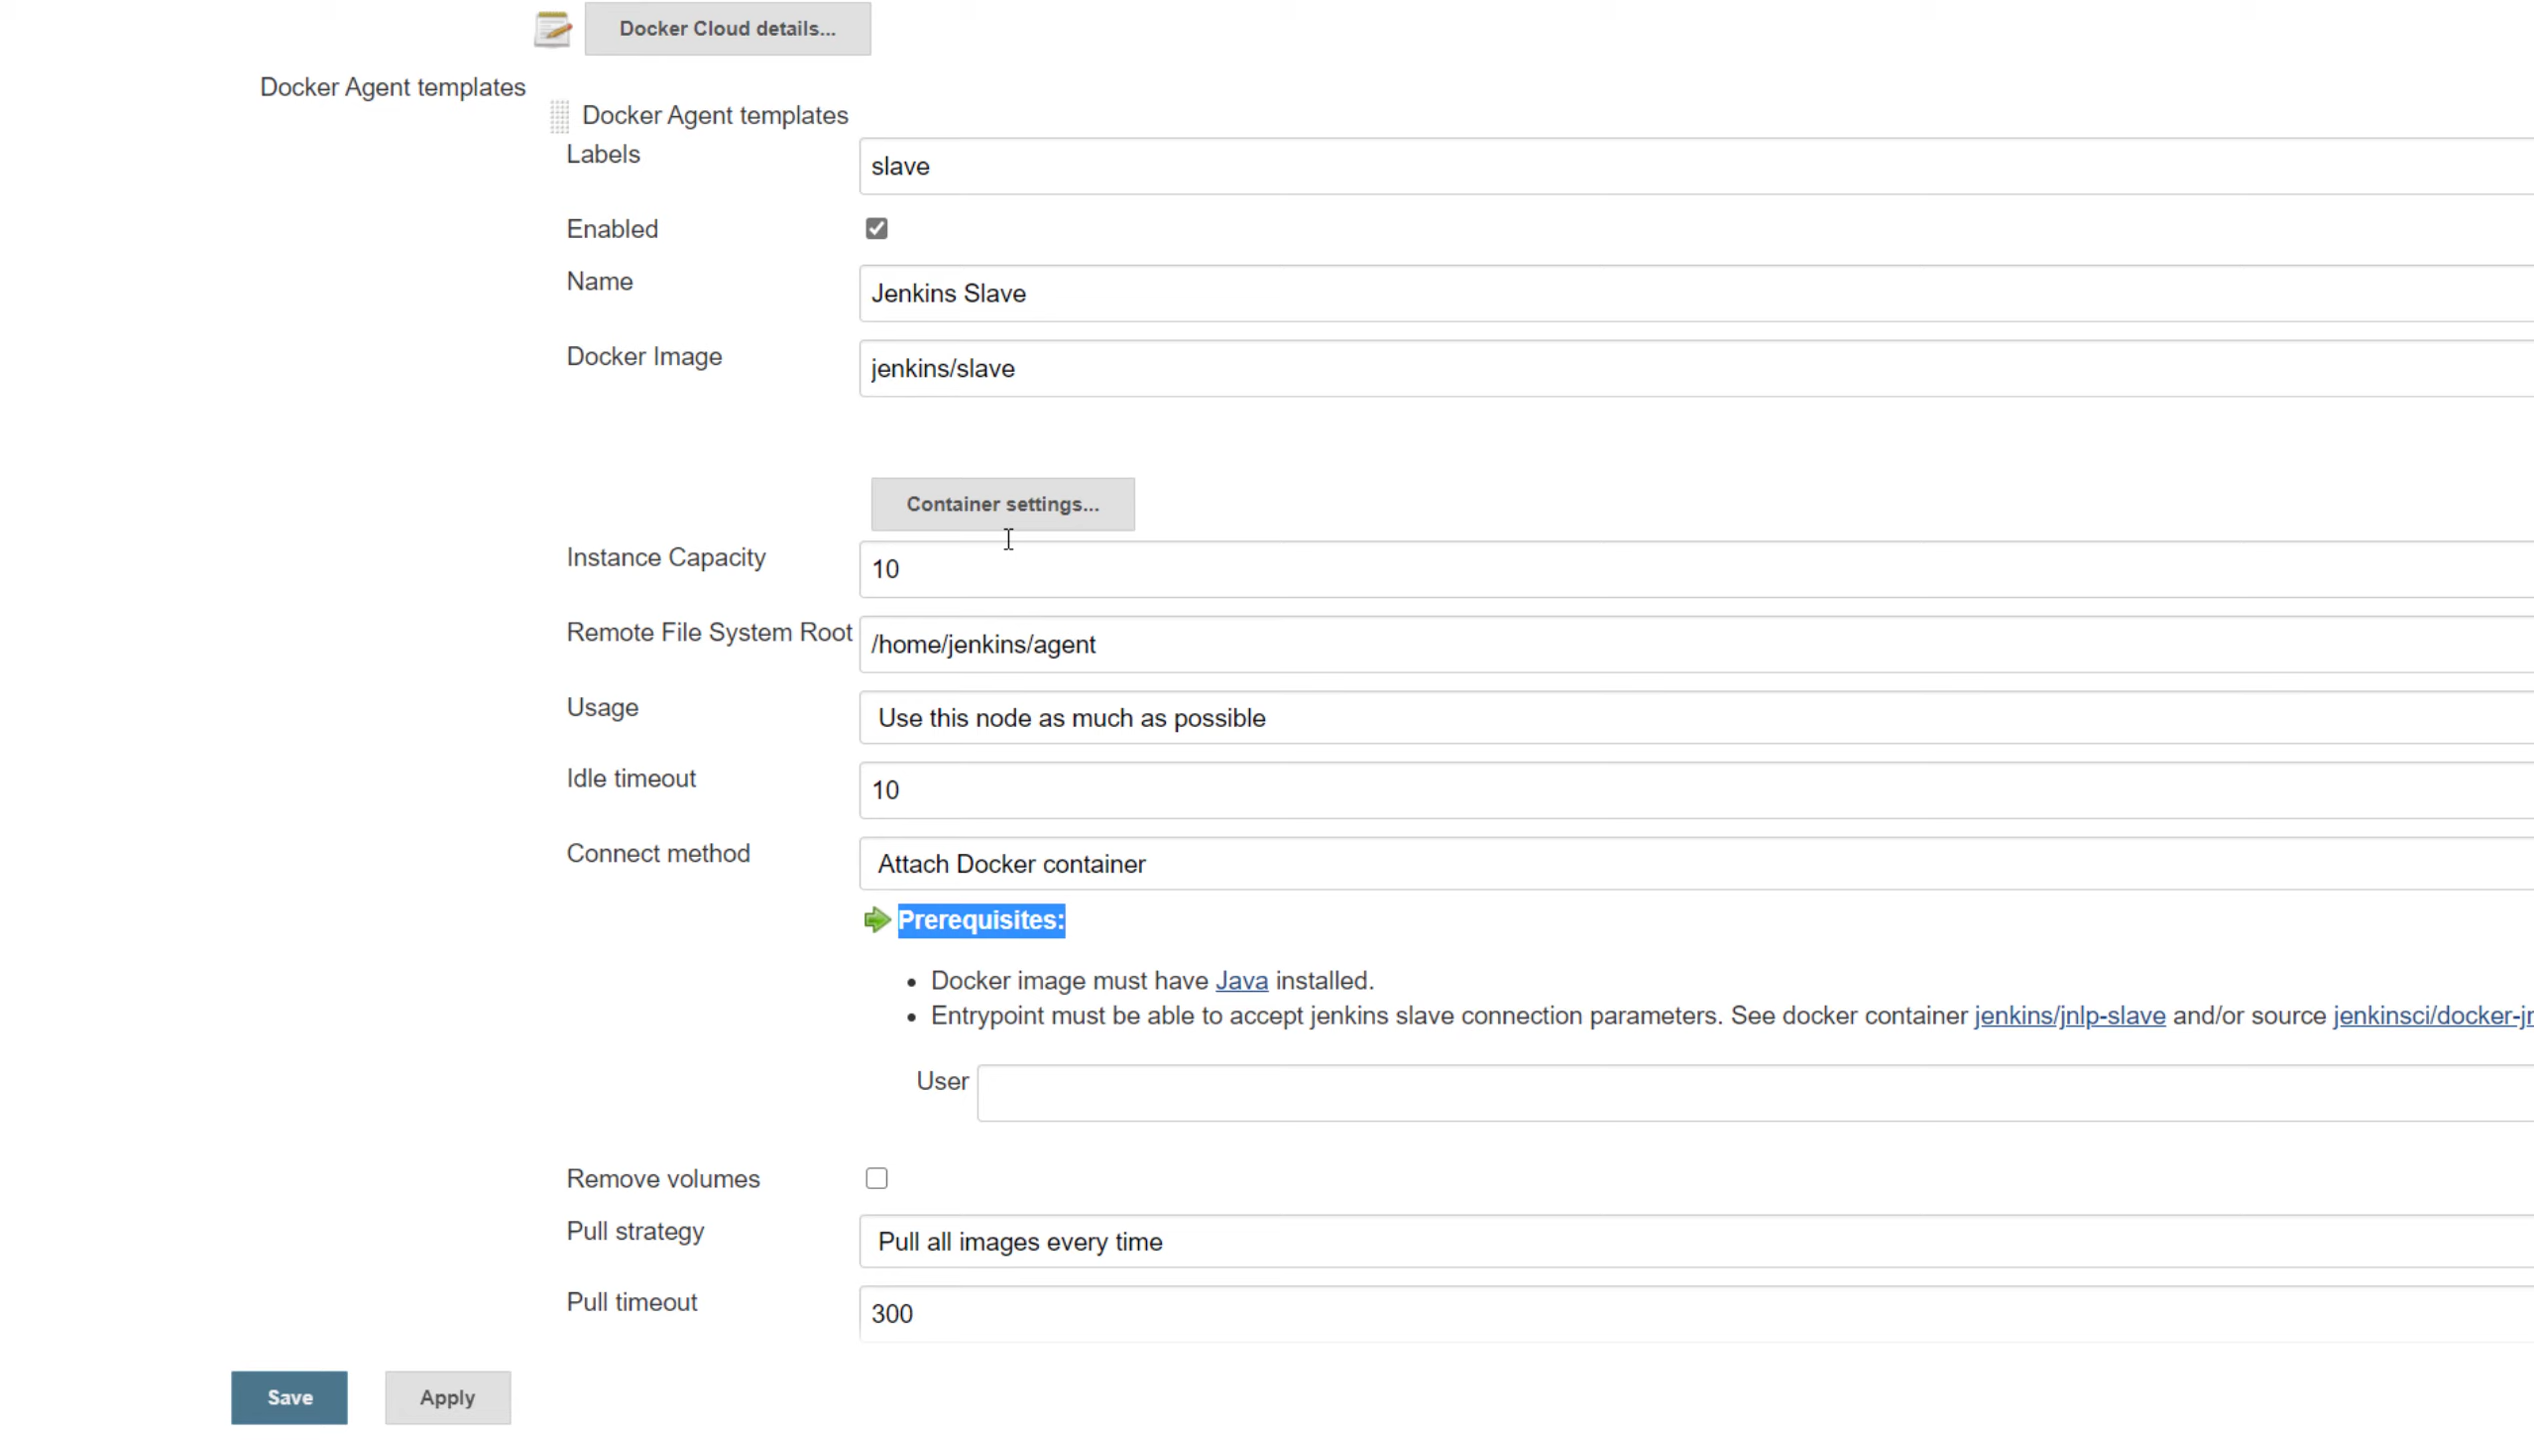 Docker Cloud details...
Docker Agent templates
Docker Agent templates
Labels
slave
Enabled
Name
Jenkins Slave
Docker Image
jenkins/slave
Container settings...
Instance Capacity
10
Remote File System Root
/home/jenkins/agent
Usage
Use this node as much as possible
Idle timeout
10
Connect method
Attach Docker container
Prerequisites:
Docker image must have Java installed.
Entrypoint must be able to accept jenkins slave connection parameters. See docker container jenkins/jnlp-slave and/or source jenkinsci/docker-jn
User
Remove volumes
Pull strategy
Pull all images every time
Pull timeout
300
Save
Apply